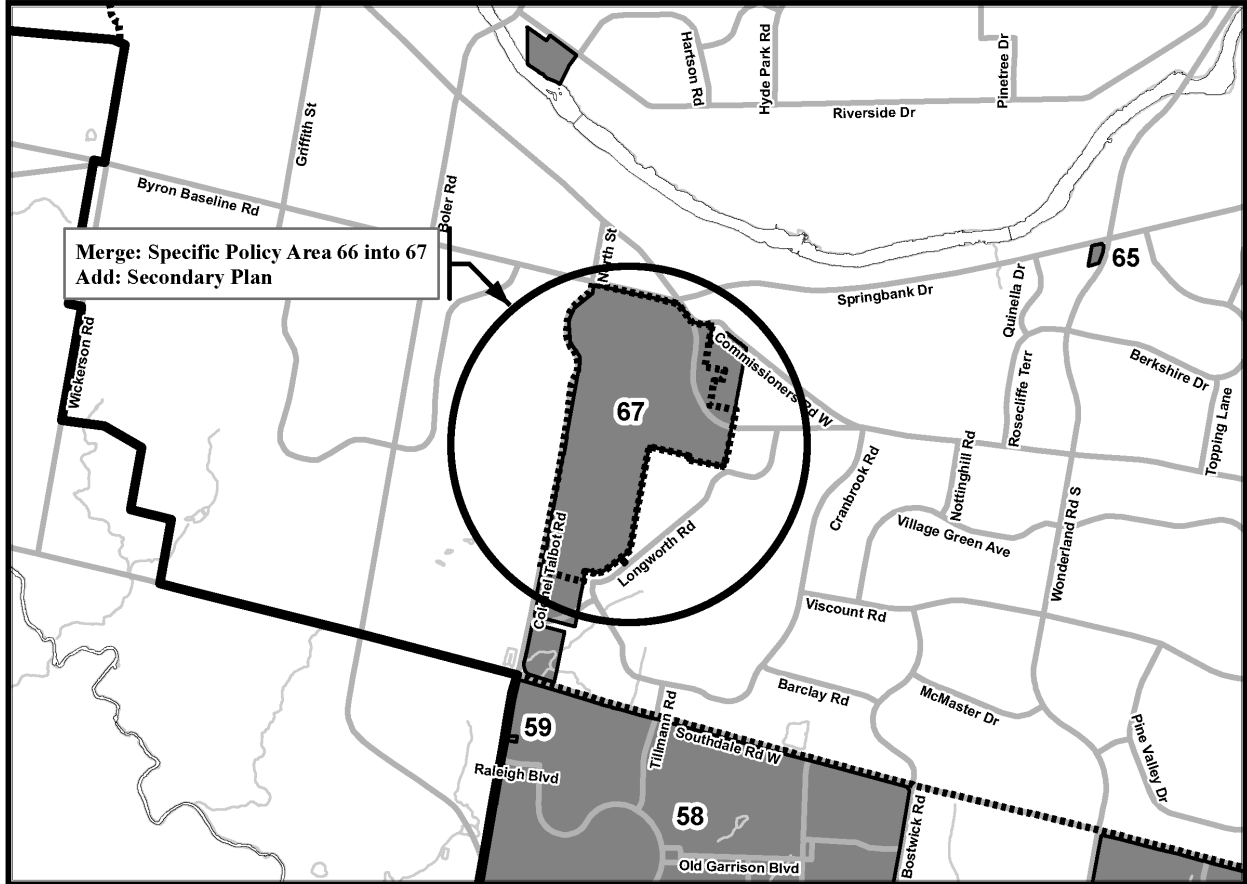 Hartson Rd
Hyde Park Rd
Pinetree Dr
Riverside Dr
Griffith St
Byron Baseline Rd
Boler Rd
Merge: Specific Policy Area 66 into 67
Add: Secondary Plan
North St
65
Springbank Dr
Quinella Dr
Wickerson Rd
Commissioners Rd W
Berkshire Dr
Rosecliffe Terr
Topping Lane
67
Nottinghill Rd
Cranbrook Rd
Wonderland Rd S
Village Green Ave
Colonel Talbot Rd
Longworth Rd
Viscount Rd
Barclay Rd
McMaster Dr
59
Tillmann Rd
Southdale Rd W
Pine Valley Dr
Raleigh Blvd
58
Bostwick Rd
Old Garrison Blvd